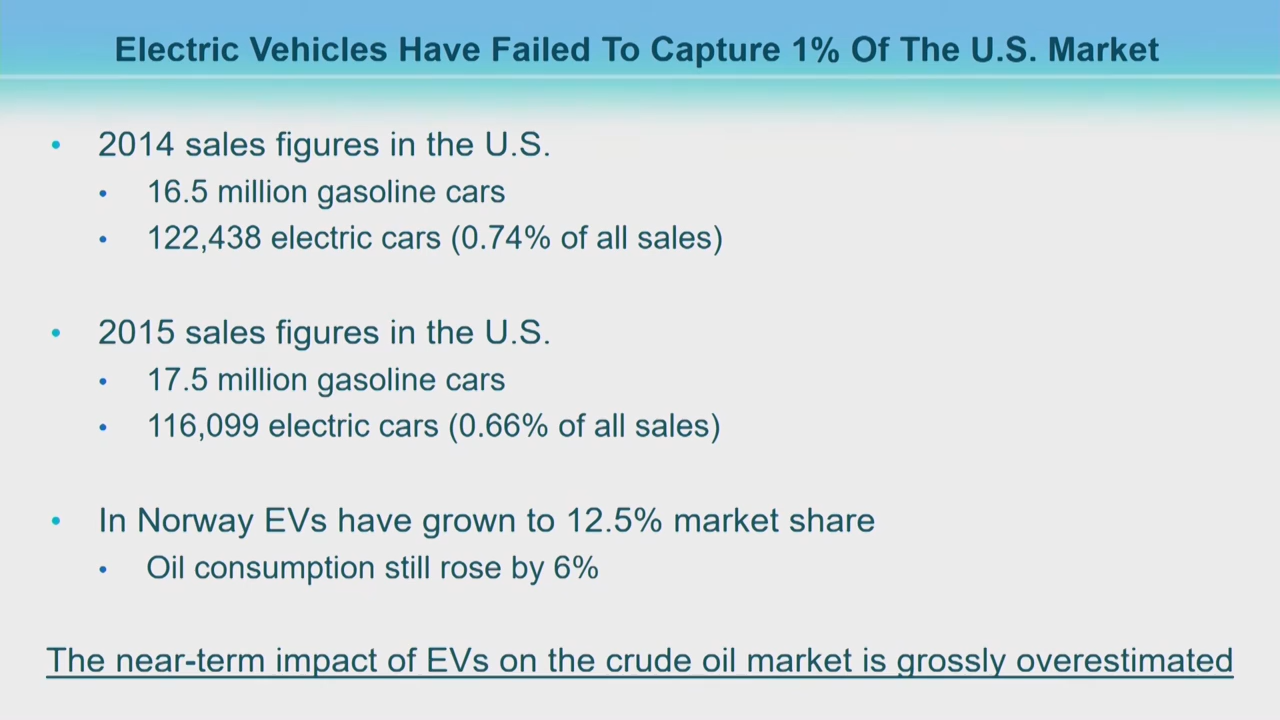 Electric Vehicles Have Failed To Capture 1% Of The U.S. Market
• 2014 sales figures in the U.S.
• 16.5 million gasoline cars
• 122,438 electric cars (0.74% of all sales)
• 2015 sales figures in the U.S.
• 17.5 million gasoline cars
• 116,099 electric cars (0.66% of all sales)
• In Norway EVs have grown to 12.5% market share
• Oil consumption still rose by 6%
The near-term impact of EVs on the crude oil market is grossly overestimated